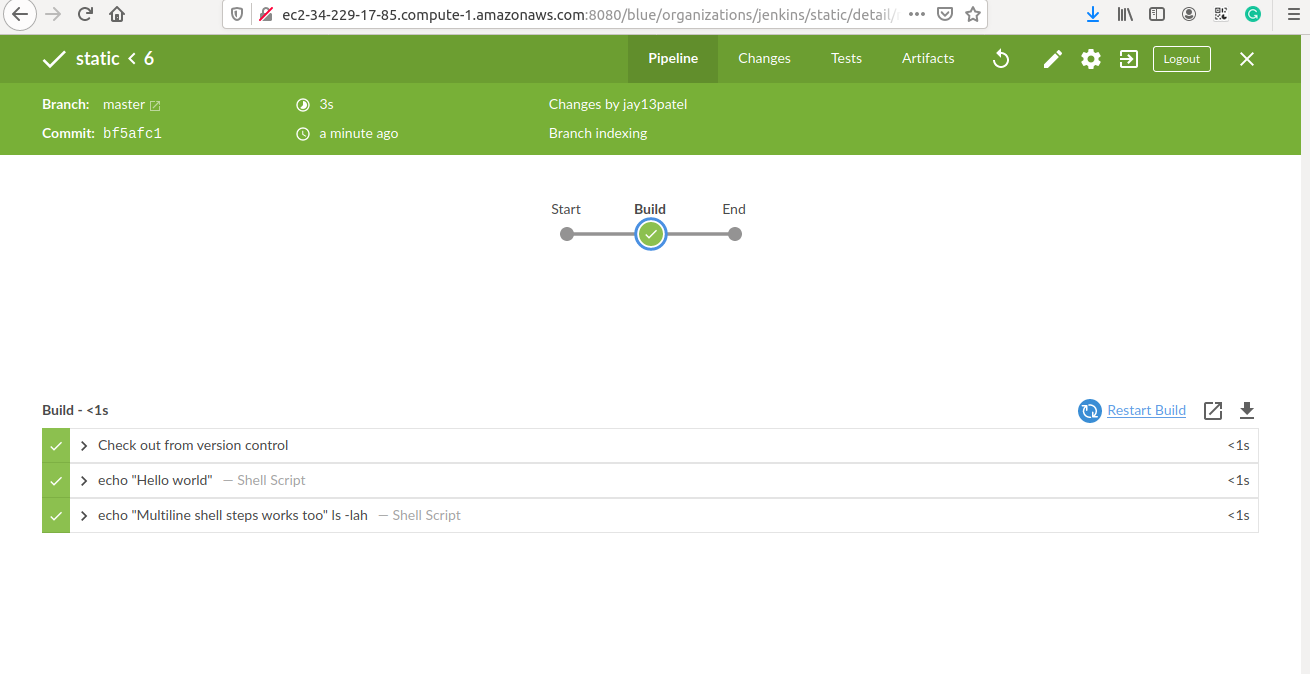 ec2-34-229-17-85.compute-1.amazonaws.com:8080/blue/organizations/jenkins/static/detail/
static < 6
Pipeline Changes Tests Artifacts Logout
Branch: master 3s Changes by jay13patel
Commit: bf5afc1 a minute ago Branch indexing
Start Build End
Build - <1s Restart Build
Check out from version control <1s
echo "Hello world" — Shell Script <1s
echo "Multiline shell steps works too" ls -lah — Shell Script <1s